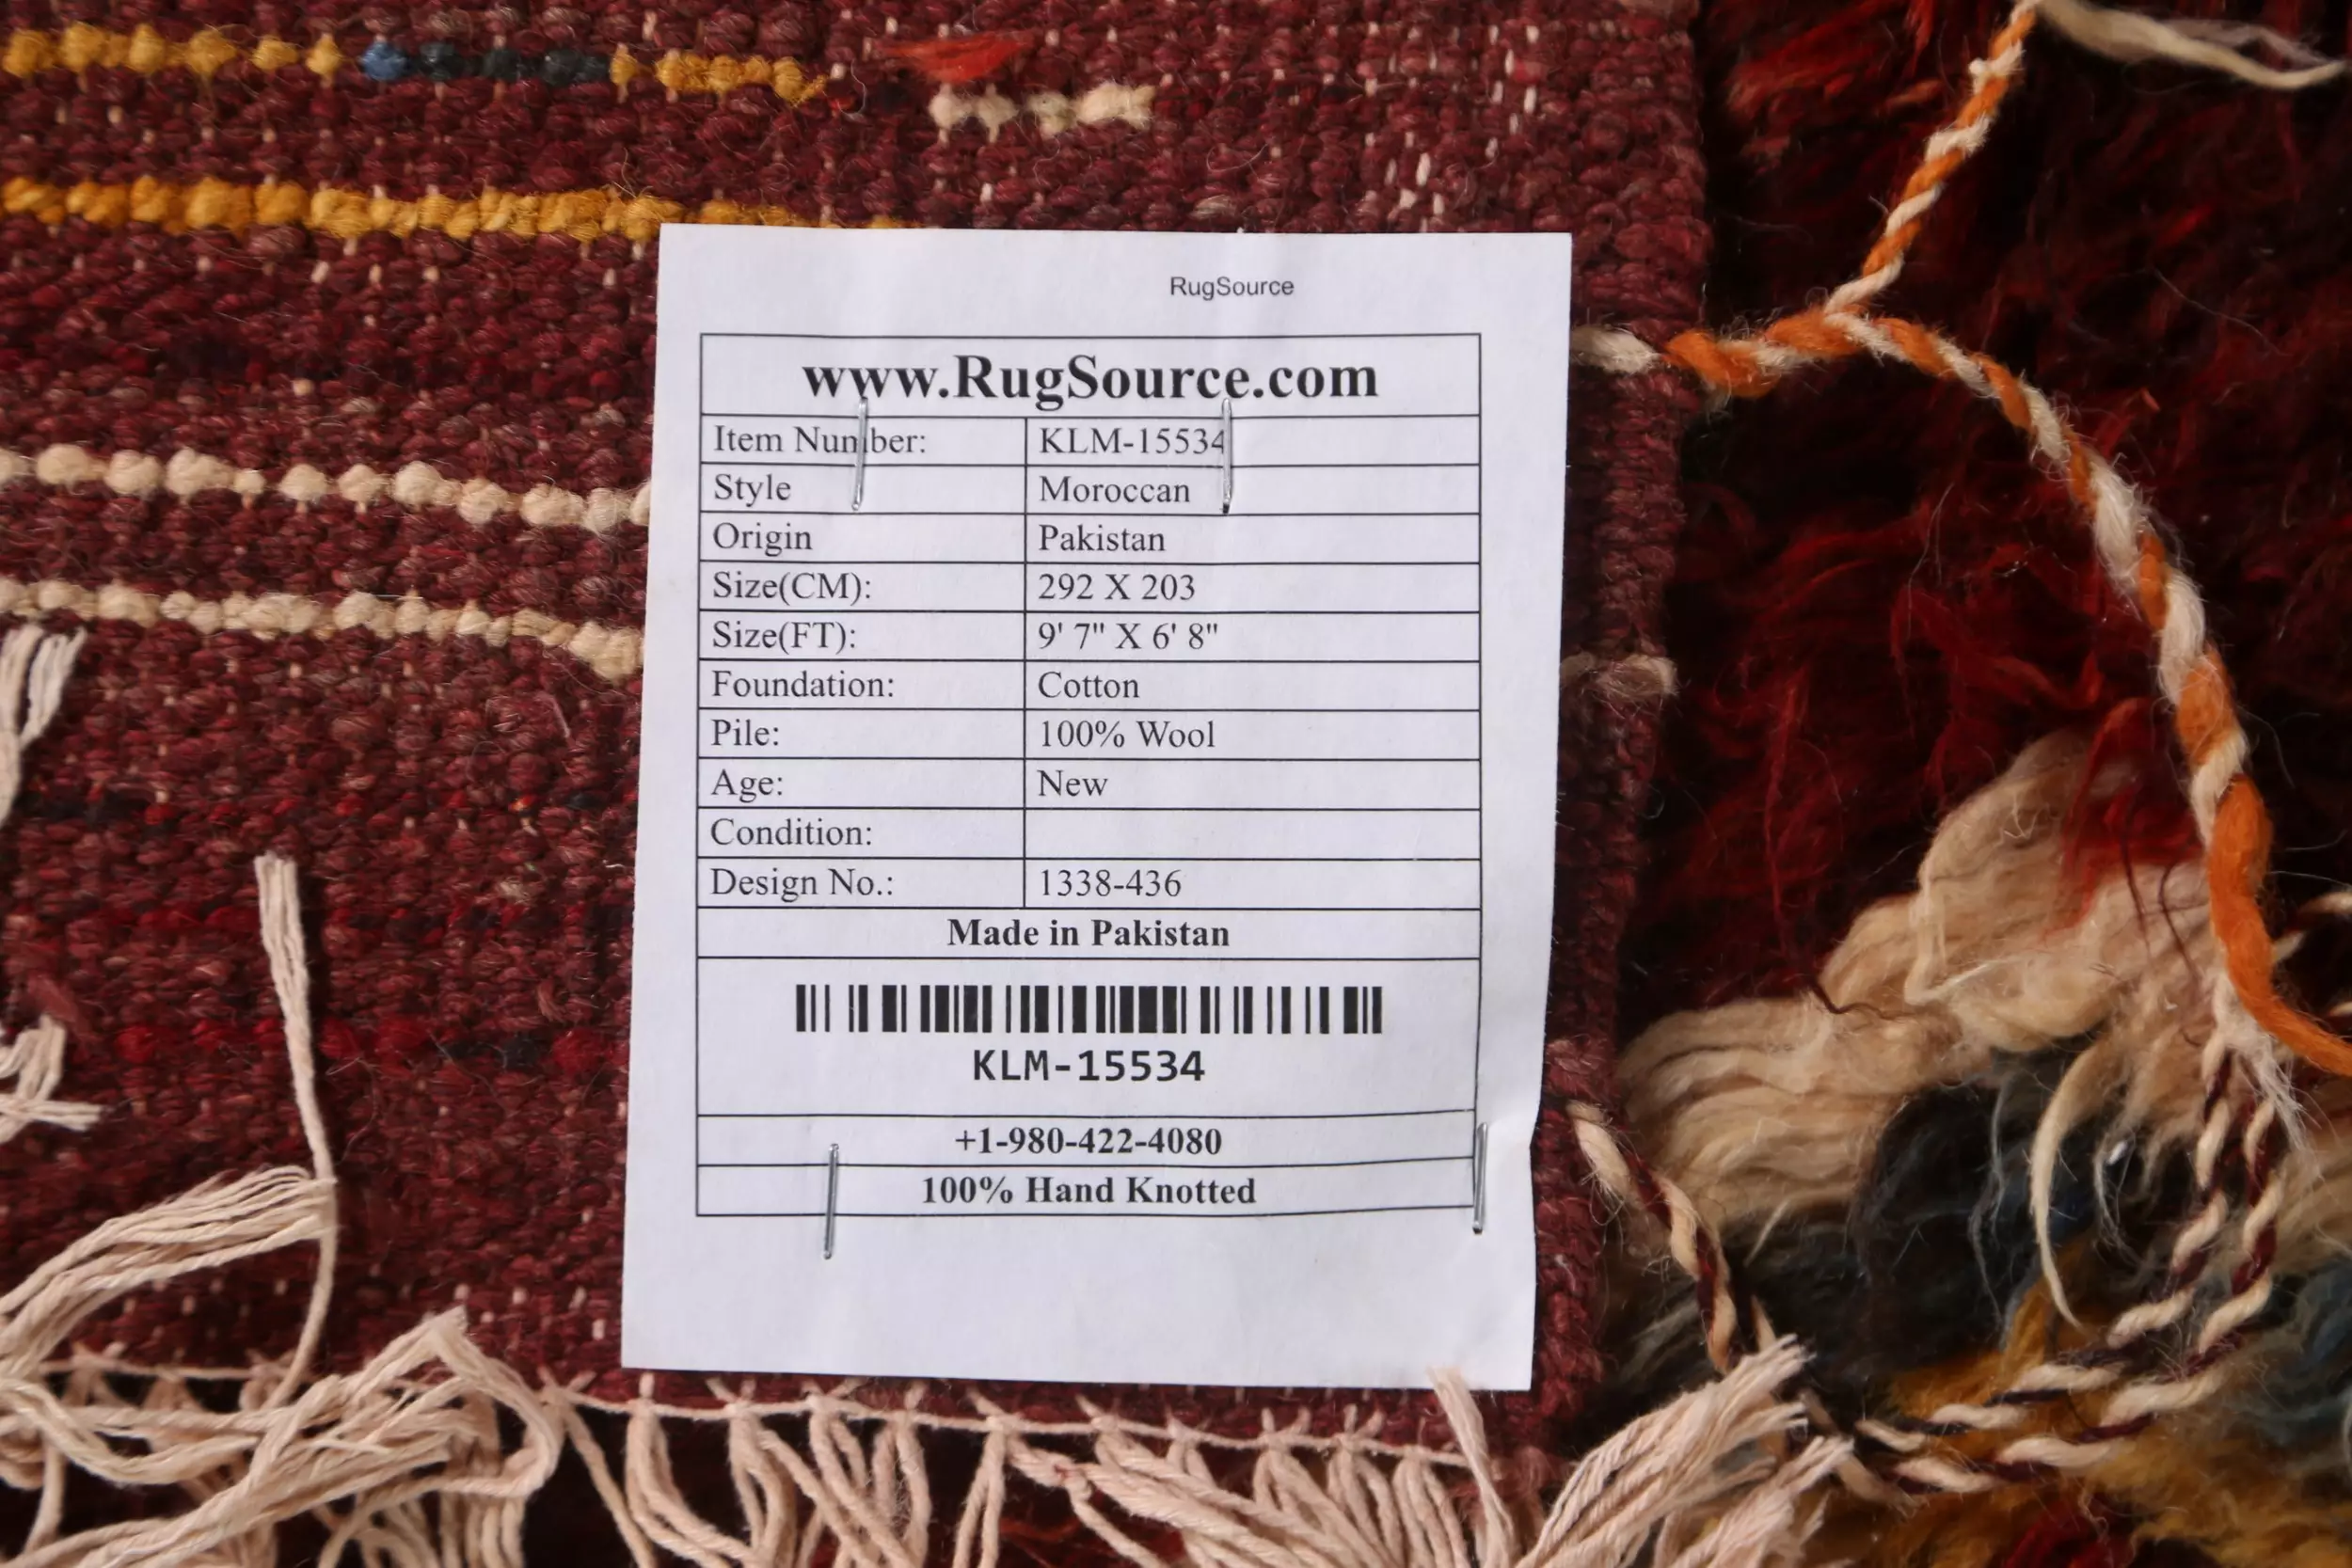 RugSource
www.RugSource.com
Item Number: KLM-15534
Style Moroccan
Origin Pakistan
Size(CM): 292 X 203
Size(FT): 9' 7" X 6' 8"
Foundation: Cotton
Pile: 100% Wool
Age: New
Condition:
Design No.: 1338-436
Made in Pakistan
KLM-15534
+1-980-422-4080
100% Hand Knotted